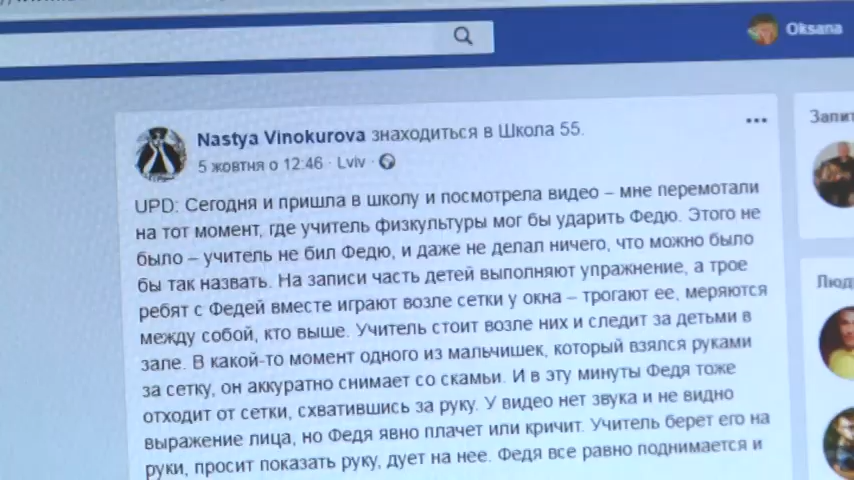 Oksana
Nastya Vinokurova знаходиться в Школа 55.
5 жовтня о 12:46 · Lviv ·
UPD: Сегодня и пришла в школу и посмотрела видео – мне перемотали
на тот момент, где учитель физкультуры мог бы ударить Федю. Этого не
было – учитель не бил Федю, и даже не делал ничего, что можно было
бы так назвать. На записи часть детей выполняют упражнение, а трое
ребят с Федей вместе играют возле сетки у окна – трогают ее, меряются
между собой, кто выше. Учитель стоит возле них и следит за детьми в
зале. В какой-то момент одного из мальчишек, который взялся руками
за сетку, он аккуратно снимает со скамьи. И в эту минуты Федя тоже
отходит от сетки, схватившись за руку. У видео нет звука и не видно
выражение лица, но Федя явно плачет или кричит. Учитель берет его на
руки, просит показать руку, дует на нее. Федя все равно поднимается и
Запит
Люд